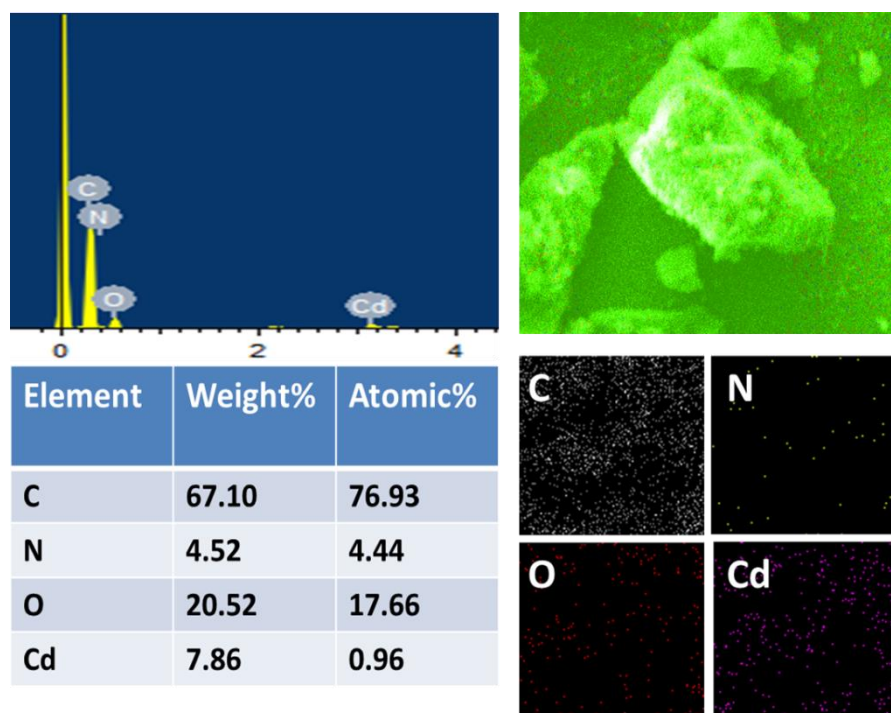 C
N
O
Cd
0 2 4
Element Weight% Atomic%
C 67.10 76.93
N 4.52 4.44
O 20.52 17.66
Cd 7.86 0.96
C N
O Cd